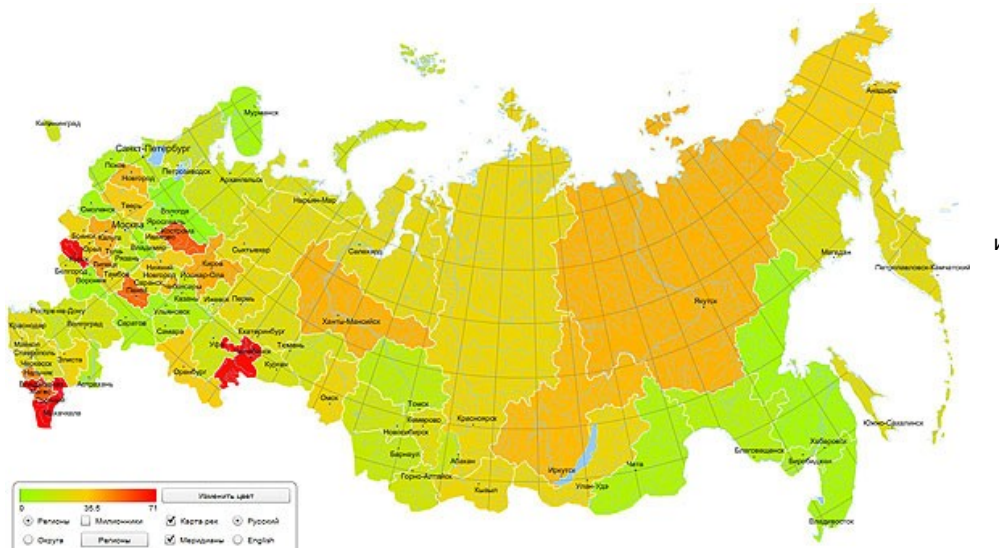 Мурманск
Калининград
Санкт-Петербург
Анадырь
Псков
Петрозаводск
Новгород
Архангельск
Нарьян-Мар
Смоленск
Тверь
Вологда
Ярославль
Москва
Кострома
Иваново
Брянск
Калуга
Владимир
Сыктывкар
Салехард
Магадан
Орел
Тула
Рязань
Киров
Петропавловск-Камчатский
Липецк
Нижний
Новгород
Йошкар-Ола
Белгород
Тамбов
Саранск
Чебоксары
Воронеж
Пенза
Казань
Ижевск
Пермь
Якутск
Ростов-на-Дону
Ульяновск
Ханты-Мансийск
Краснодар
Волгоград
Саратов
Самара
Екатеринбург
Майкоп
Уфа
Тюмень
Ставрополь
Элиста
Курган
Черкесск
Оренбург
Нальчик
Астрахань
Омск
Томск
Махачкала
Кемерово
Красноярск
Южно-Сахалинск
Новосибирск
Хабаровск
Барнаул
Абакан
Благовещенск
Биробиджан
Иркутск
Чита
Горно-Алтайск
Кызыл
Улан-Удэ
Владивосток
и
0 35.5 71 Изменить цвет
Регионы Миллионники Карта рек Русский
Округа Регионы Меридианы English